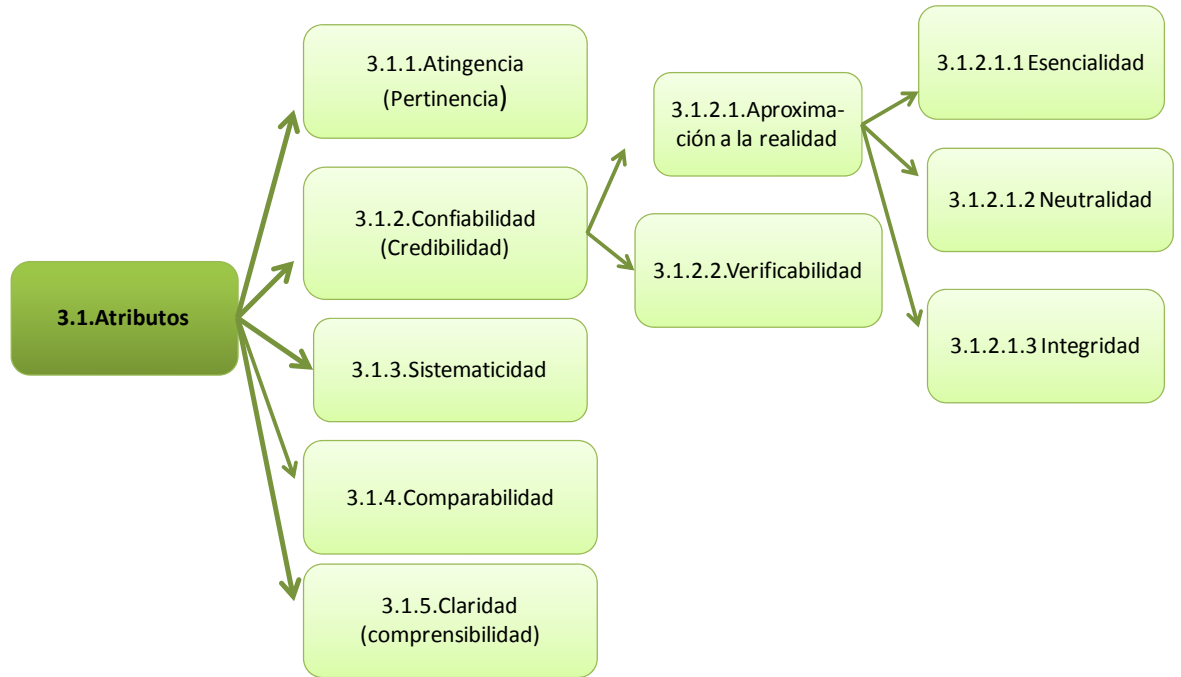 3.1.Atributos
3.1.1.Atingencia
(Pertinencia)
3.1.2.Confiabilidad
(Credibilidad)
3.1.3.Sistematicidad
3.1.4.Comparabilidad
3.1.5.Claridad
(comprensibilidad)
3.1.2.1.Aproxima-
ción a la realidad
3.1.2.2.Verificabilidad
3.1.2.1.1 Esencialidad
3.1.2.1.2 Neutralidad
3.1.2.1.3 Integridad